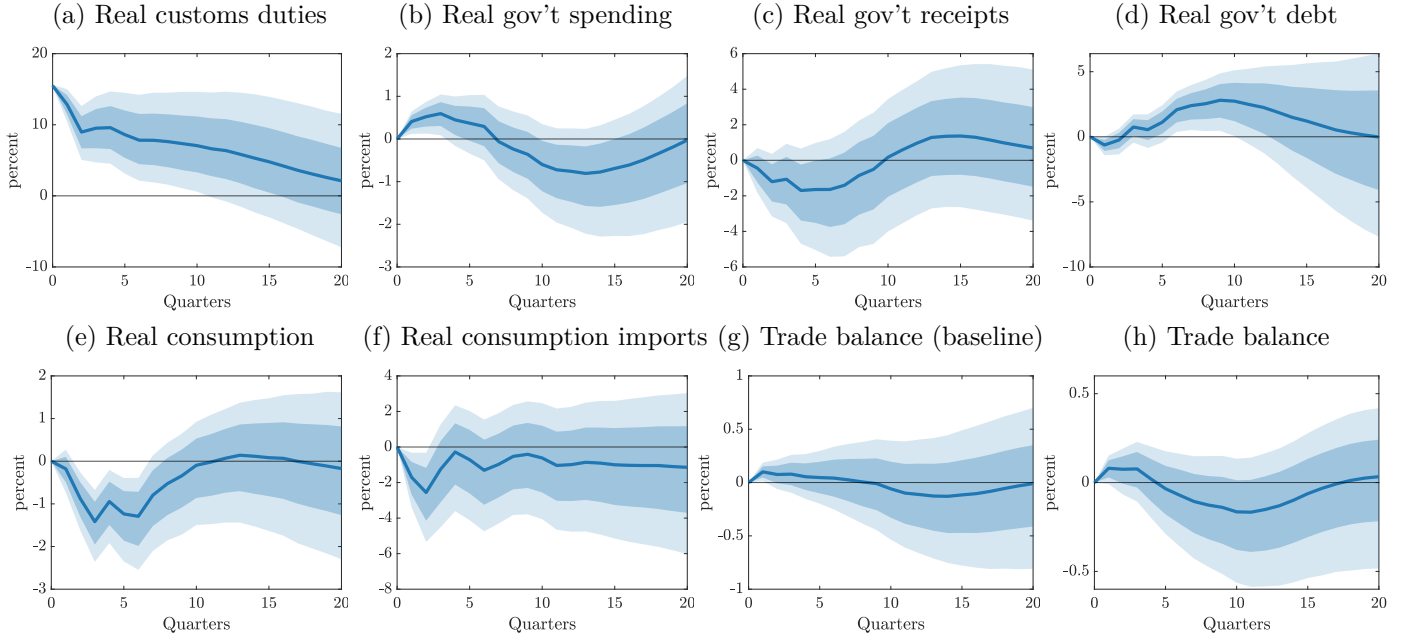 (a) Real customs duties
(b) Real gov't spending
(c) Real gov't receipts
(d) Real gov't debt
percent
20
10
0
-10
0 5 10 15 20
Quarters
2
1
0
-1
-2
-3
0 5 10 15 20
Quarters
percent
6
4
2
0
-2
-4
-6
0 5 10 15 20
Quarters
percent
5
0
-5
-10
0 5 10 15 20
Quarters
(e) Real consumption
(f) Real consumption imports
(g) Trade balance (baseline)
(h) Trade balance
percent
2
1
0
-1
-2
-3
0 5 10 15 20
Quarters
percent
4
2
0
-2
-4
-6
-8
0 5 10 15 20
Quarters
percent
1
0.5
0
-0.5
-1
0 5 10 15 20
Quarters
percent
0.5
0
-0.5
0 5 10 15 20
Quarters